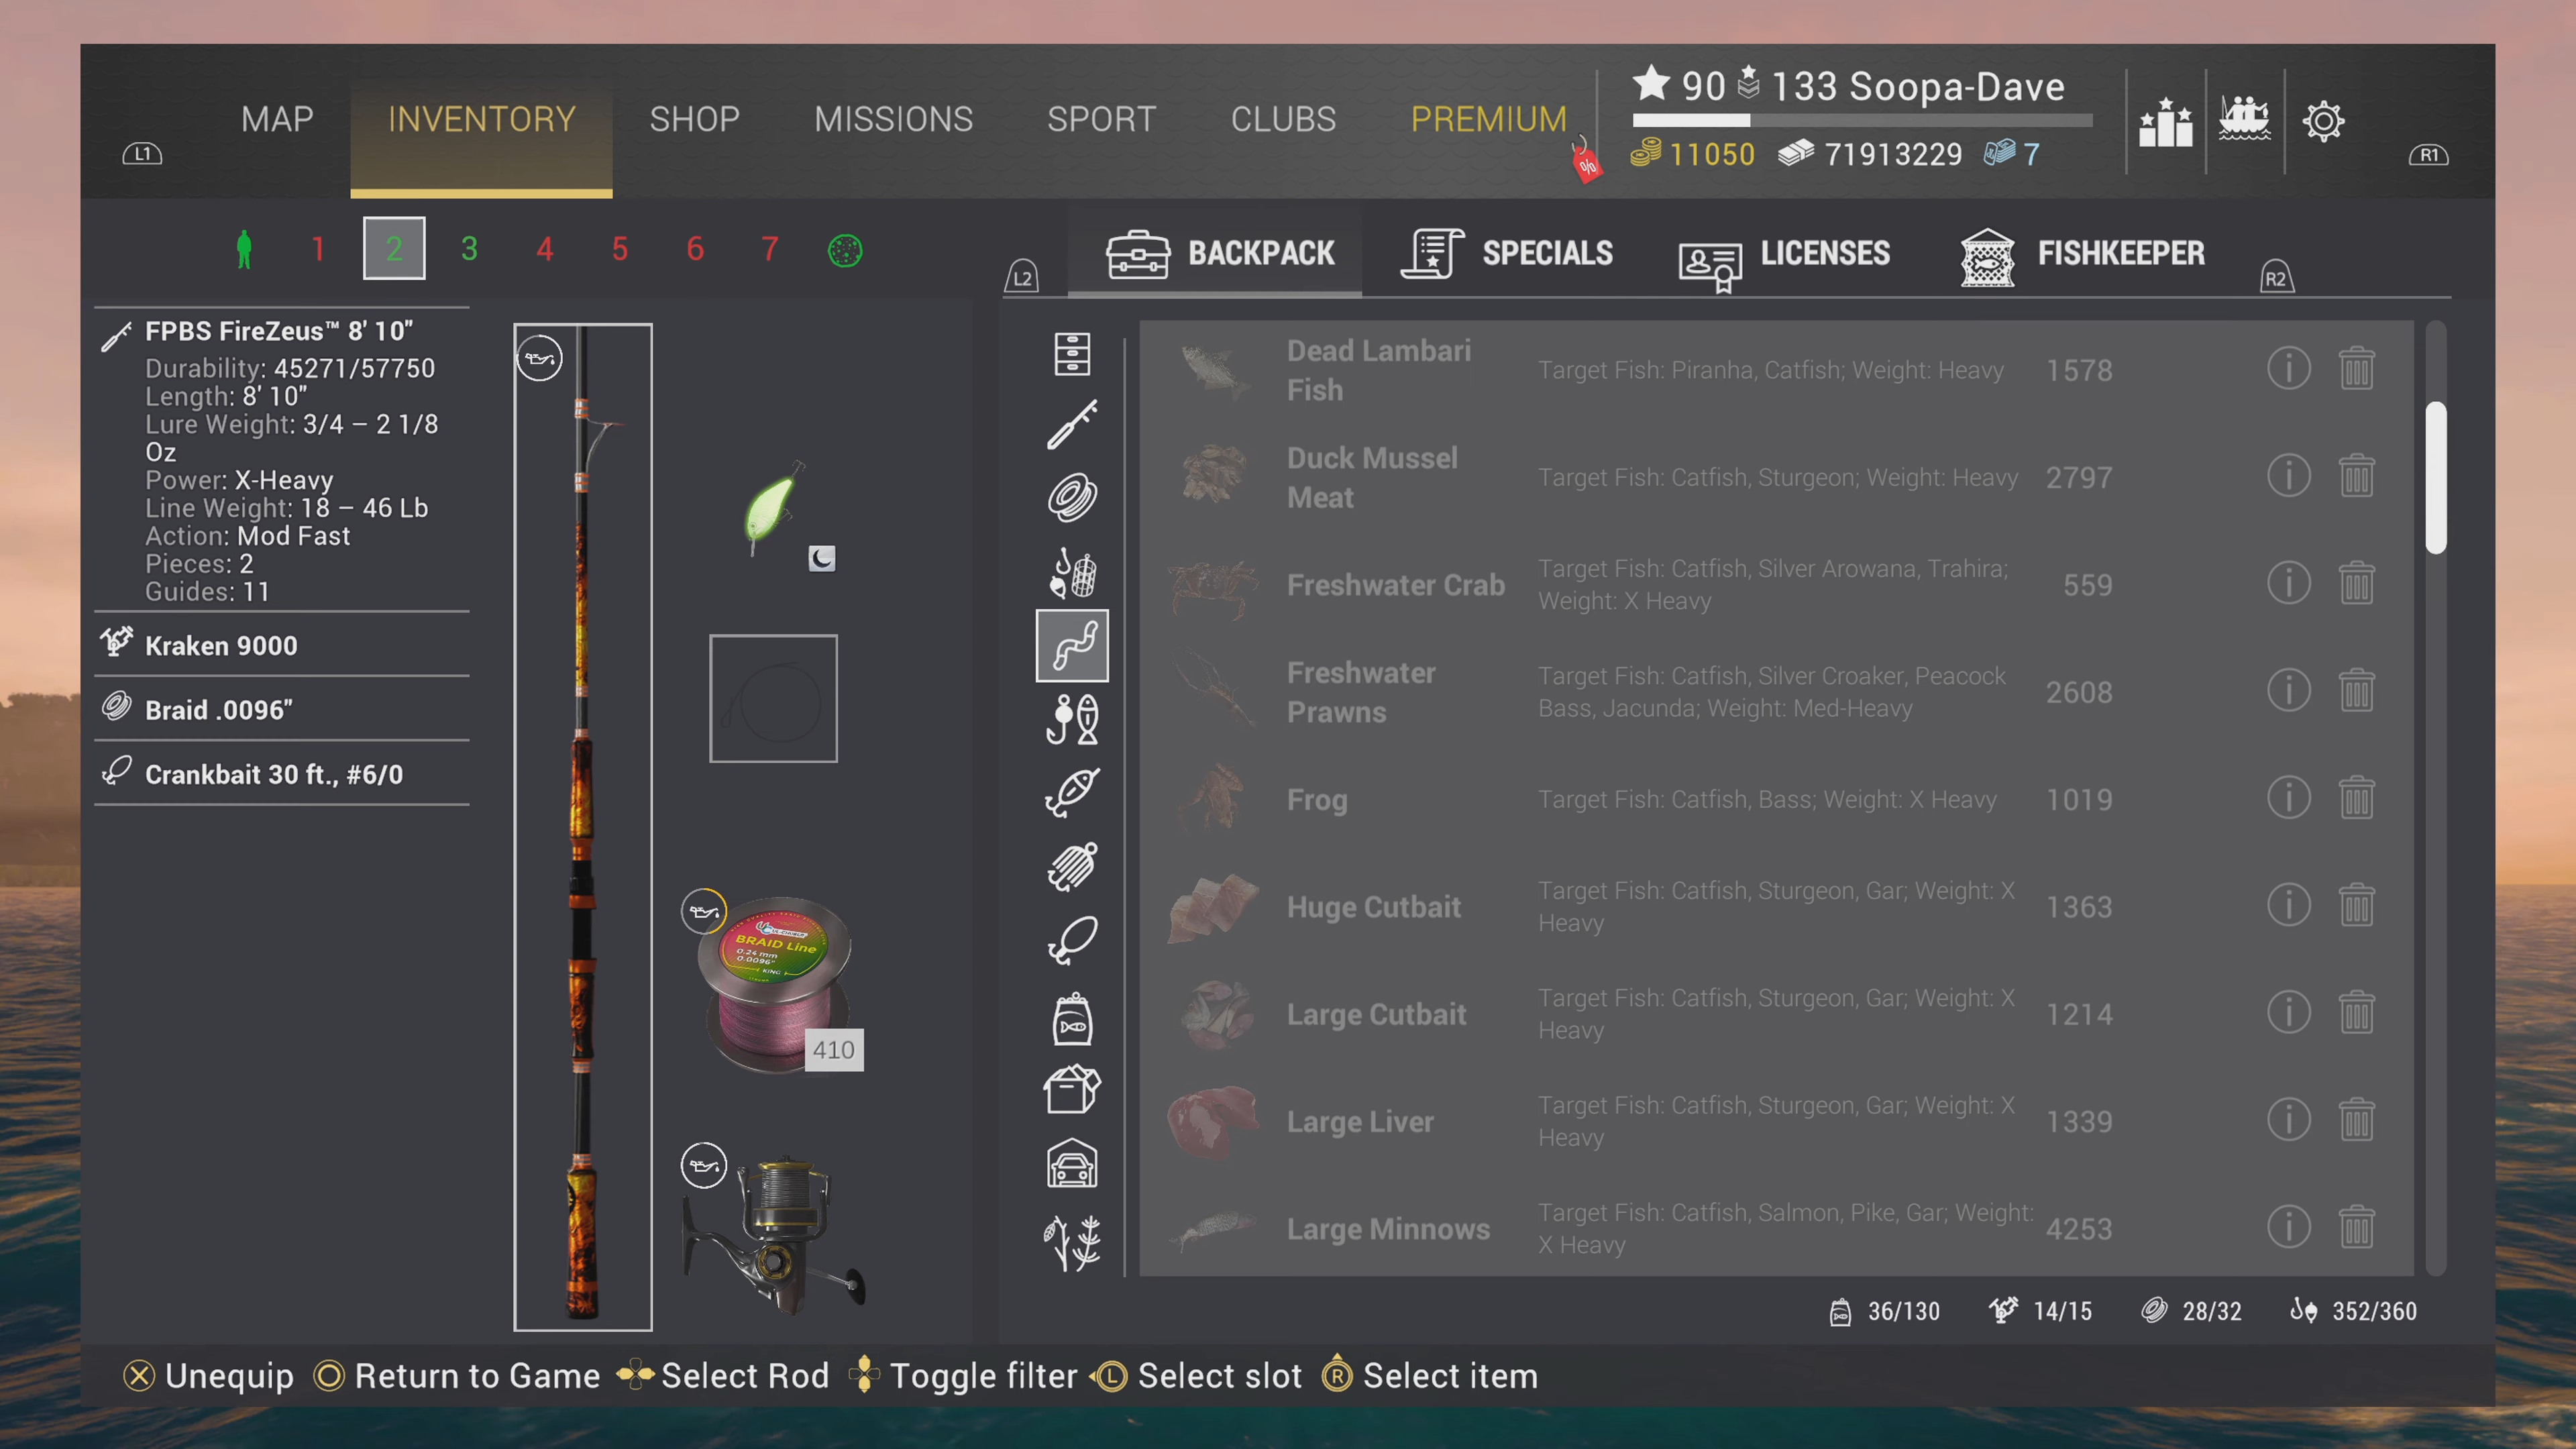 MAP INVENTORY SHOP MISSIONS SPORT CLUBS PREMIUM
90 133 Soopa-Dave
11050 71913229 7
L1
R1
%
1 2 3 4 5 6 7
L2 BACKPACK SPECIALS LICENSES FISHKEEPER R2
FPBS FireZeus™ 8' 10"
Durability: 45271/57750
Length: 8' 10"
Lure Weight: 3/4 – 2 1/8
Oz
Power: X-Heavy
Line Weight: 18 – 46 Lb
Action: Mod Fast
Pieces: 2
Guides: 11
Kraken 9000
Braid .0096"
Crankbait 30 ft., #6/0
BRAID Line
0.24 mm
0.0096"
KING
410
Dead Lambari
Fish
Target Fish: Piranha, Catfish; Weight: Heavy
1578
Duck Mussel
Meat
Target Fish: Catfish, Sturgeon; Weight: Heavy
2797
Freshwater Crab
Target Fish: Catfish, Silver Arowana, Trahira;
Weight: X Heavy
559
Freshwater
Prawns
Target Fish: Catfish, Silver Croaker, Peacock
Bass, Jacunda; Weight: Med-Heavy
2608
Frog
Target Fish: Catfish, Bass; Weight: X Heavy
1019
Huge Cutbait
Target Fish: Catfish, Sturgeon, Gar; Weight: X
Heavy
1363
Large Cutbait
Target Fish: Catfish, Sturgeon, Gar; Weight: X
Heavy
1214
Large Liver
Target Fish: Catfish, Sturgeon, Gar; Weight: X
Heavy
1339
Large Minnows
Target Fish: Catfish, Salmon, Pike, Gar; Weight:
X Heavy
4253
36/130 14/15 28/32 352/360
Unequip Return to Game Select Rod Toggle filter L Select slot R Select item